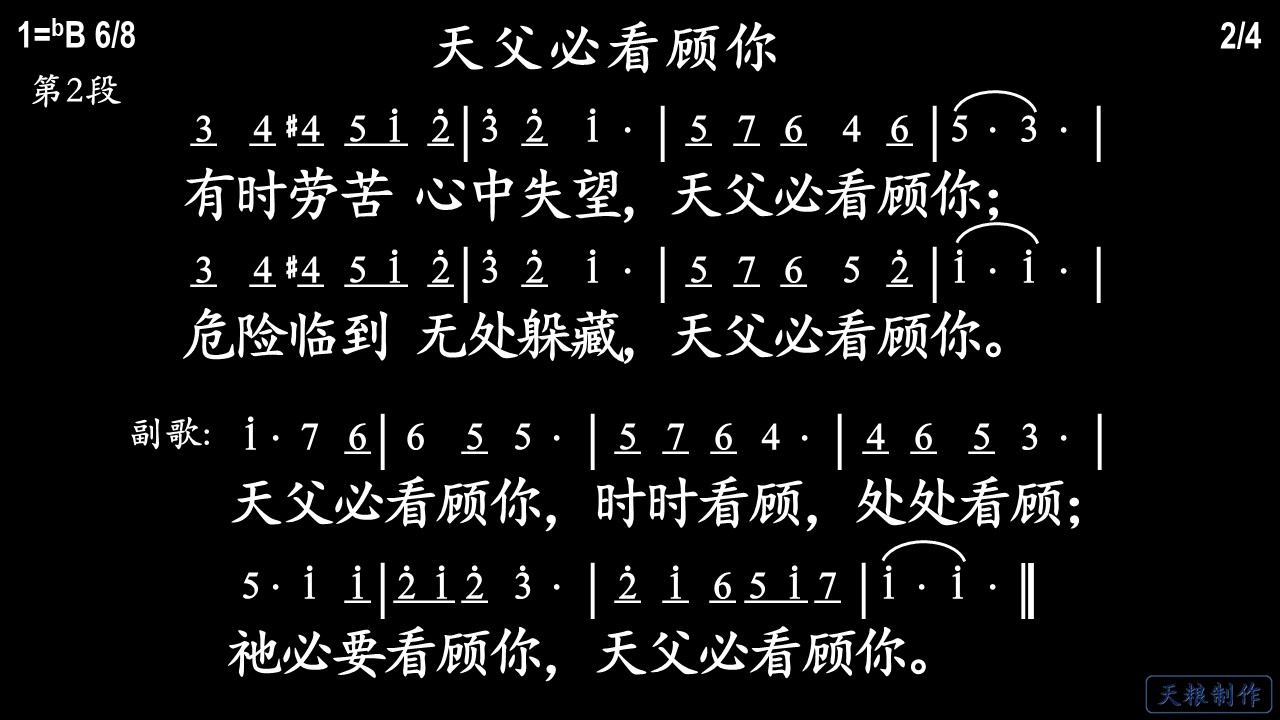 1=ᵇB 6/8
天父必看顾你
2/4
第2段
3 4 #4 5 i̇ 2̇ | 3̇ 2̇ i̇ · | 5 7 6 4 6 | 5 · 3 · |
有时劳苦 心中失望，天父必看顾你；
3 4 #4 5 i̇ 2̇ | 3̇ 2̇ i̇ · | 5 7 6 5 2̇ | i̇ · i̇ · |
危险临到 无处躲藏，天父必看顾你。
副歌: i̇ · 7 6 | 6 5 5 · | 5 7 6 4 · | 4 6 5 3 · |
天父必看顾你，时时看顾，处处看顾；
5 · i̇ i̇ | 2̇ i̇ 2̇ 3̇ · | 2̇ i̇ 6 5 i̇ 7 | i̇ · i̇ · ‖
祂必要看顾你，天父必看顾你。
天粮制作